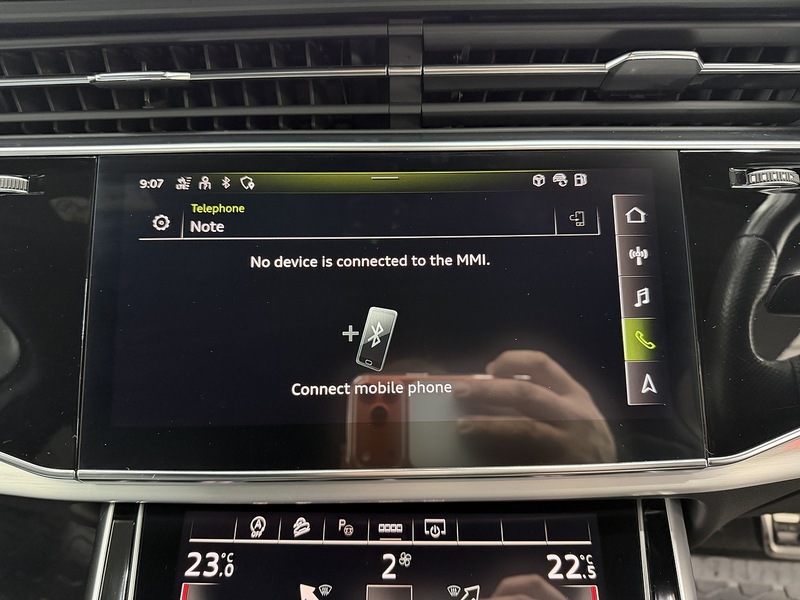 9:07
Telephone
Note
No device is connected to the MMI.
Connect mobile phone
A
OFF
P
23.0 °C
2
22.5 °C